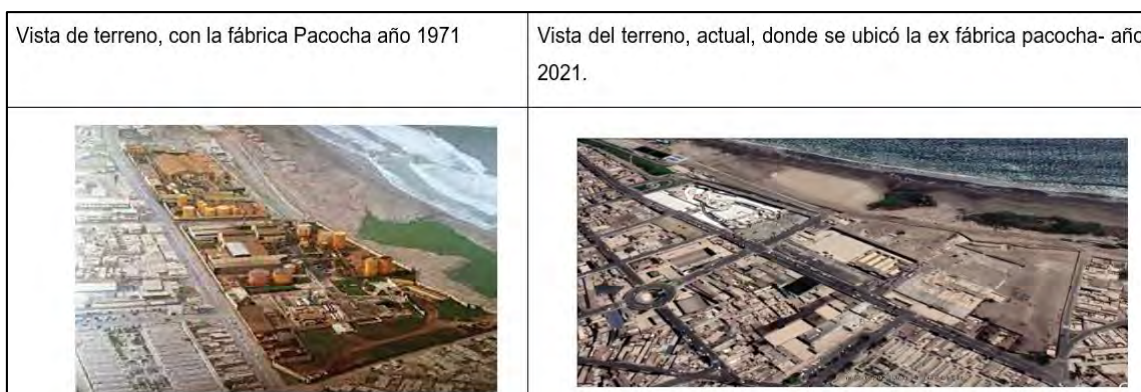 Vista de terreno, con la fábrica Pacocha año 1971
Vista del terreno, actual, donde se ubicó la ex fábrica pacocha- año
2021.